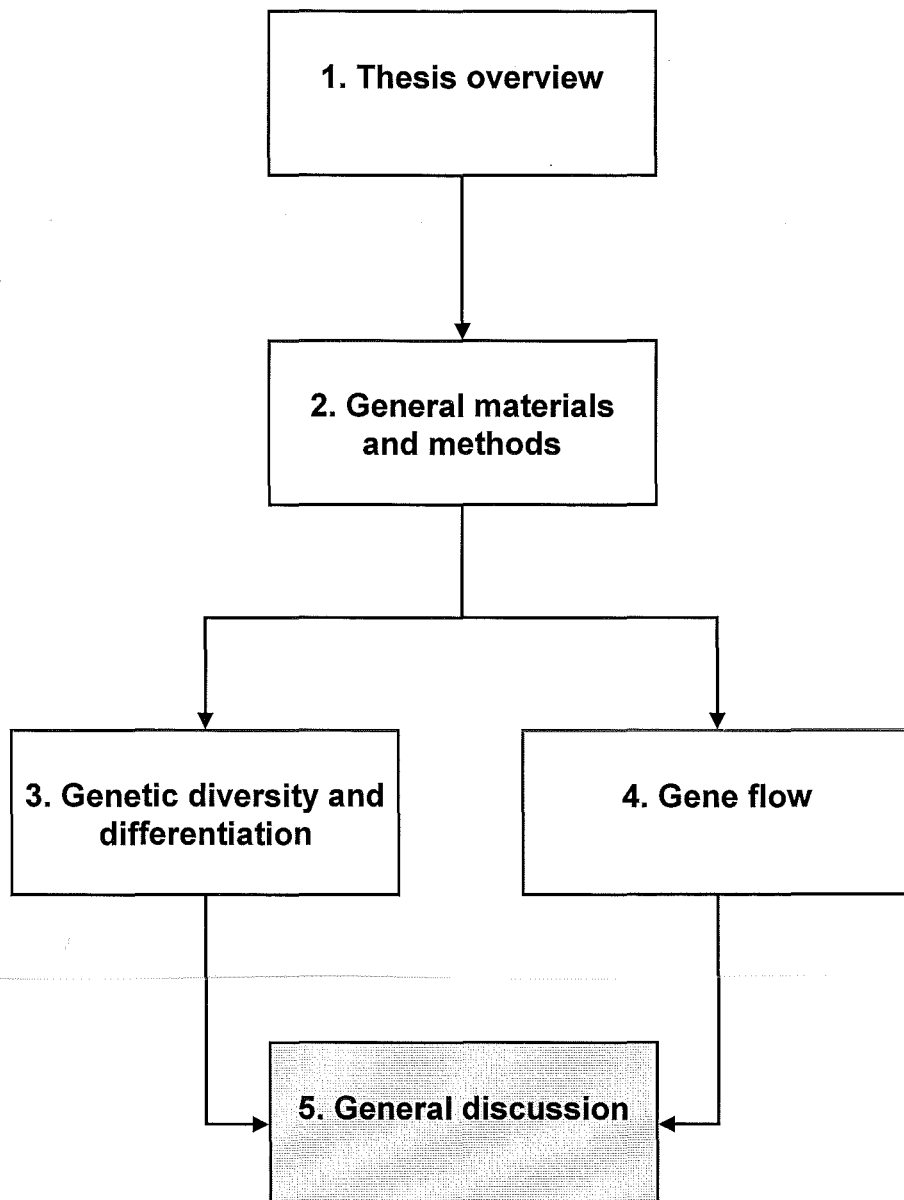 1. Thesis overview
2. General materials
and methods
3. Genetic diversity and
differentiation
4. Gene flow
5. General discussion